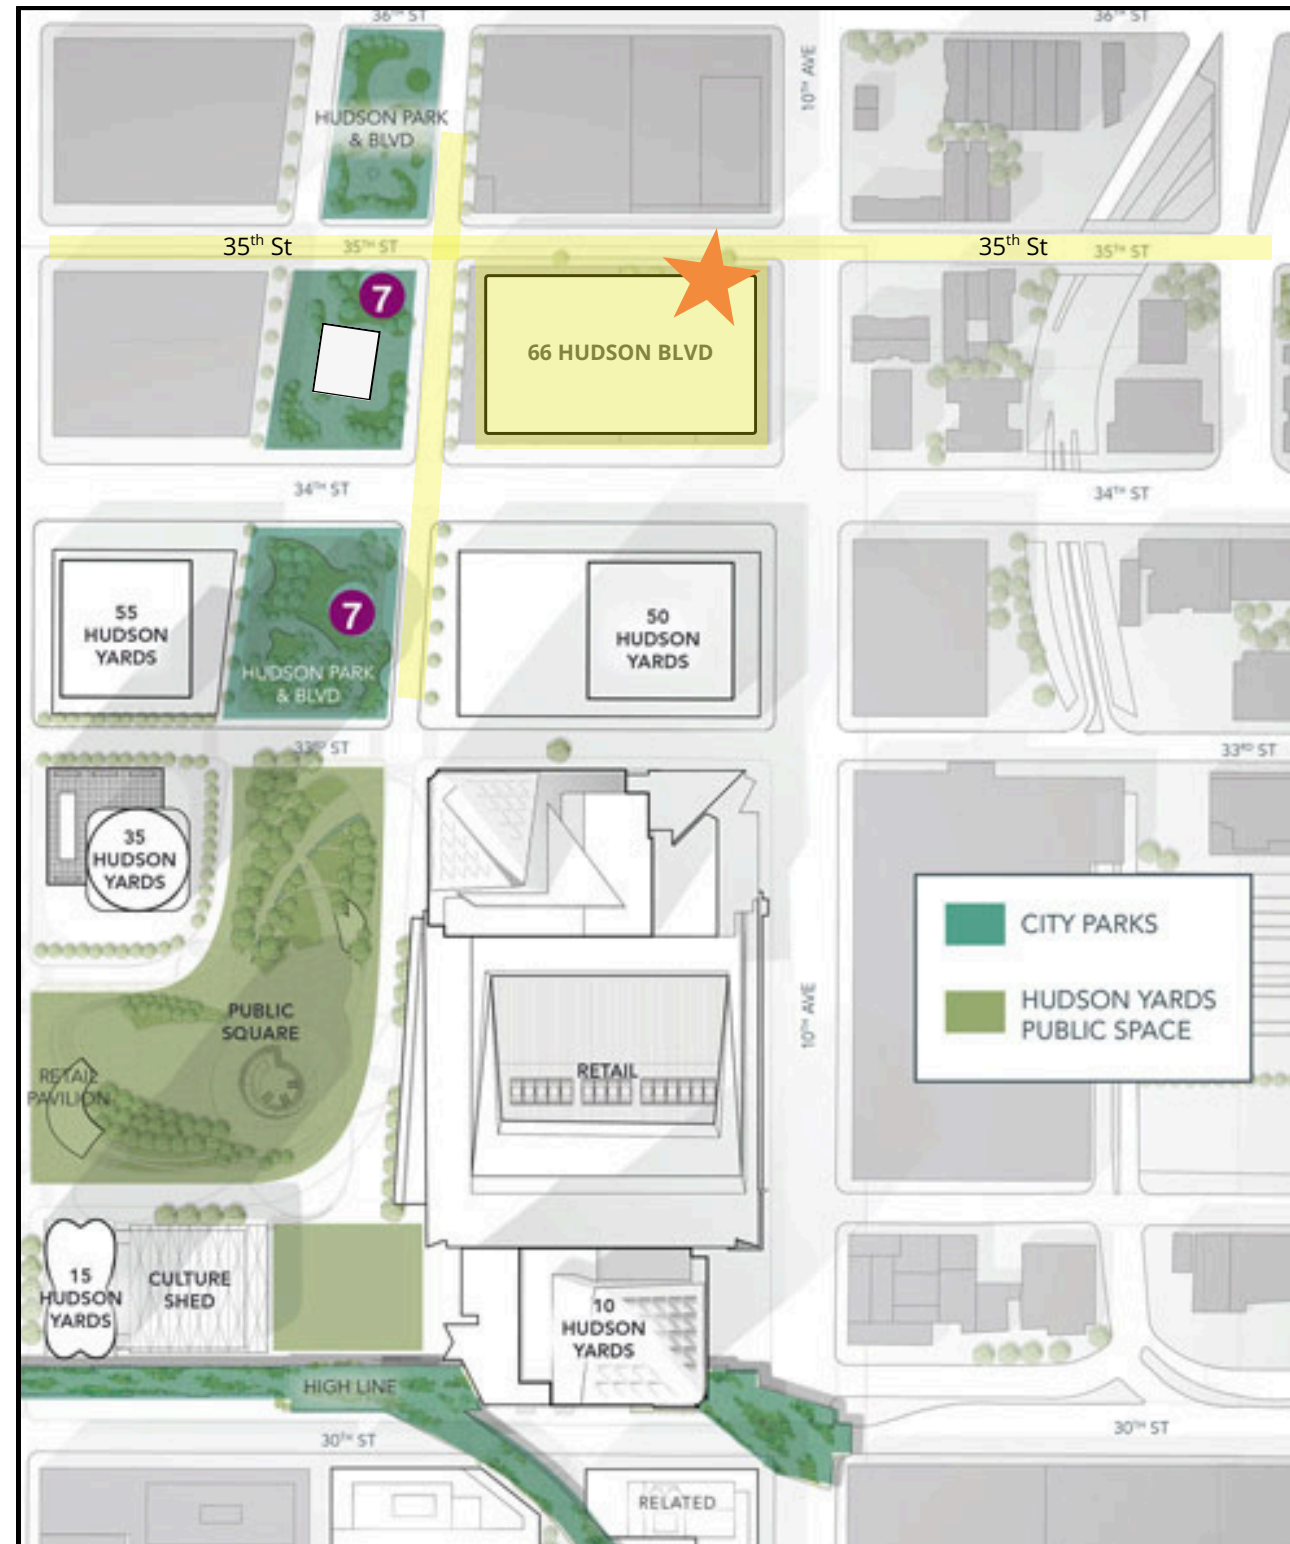 36TH ST
36TH ST
10TH AVE
HUDSON PARK
& BLVD
35th St
35TH ST
35th St
35TH ST
7
66 HUDSON BLVD
34TH ST
34TH ST
55
HUDSON
YARDS
7
HUDSON PARK
& BLVD
50
HUDSON
YARDS
33RD ST
33RD ST
35
HUDSON
YARDS
CITY PARKS
HUDSON YARDS
PUBLIC SPACE
PUBLIC
SQUARE
10TH AVE
RETAIL
PAVILION
RETAIL
15
HUDSON
YARDS
CULTURE
SHED
10
HUDSON
YARDS
HIGH LINE
30TH ST
30TH ST
RELATED